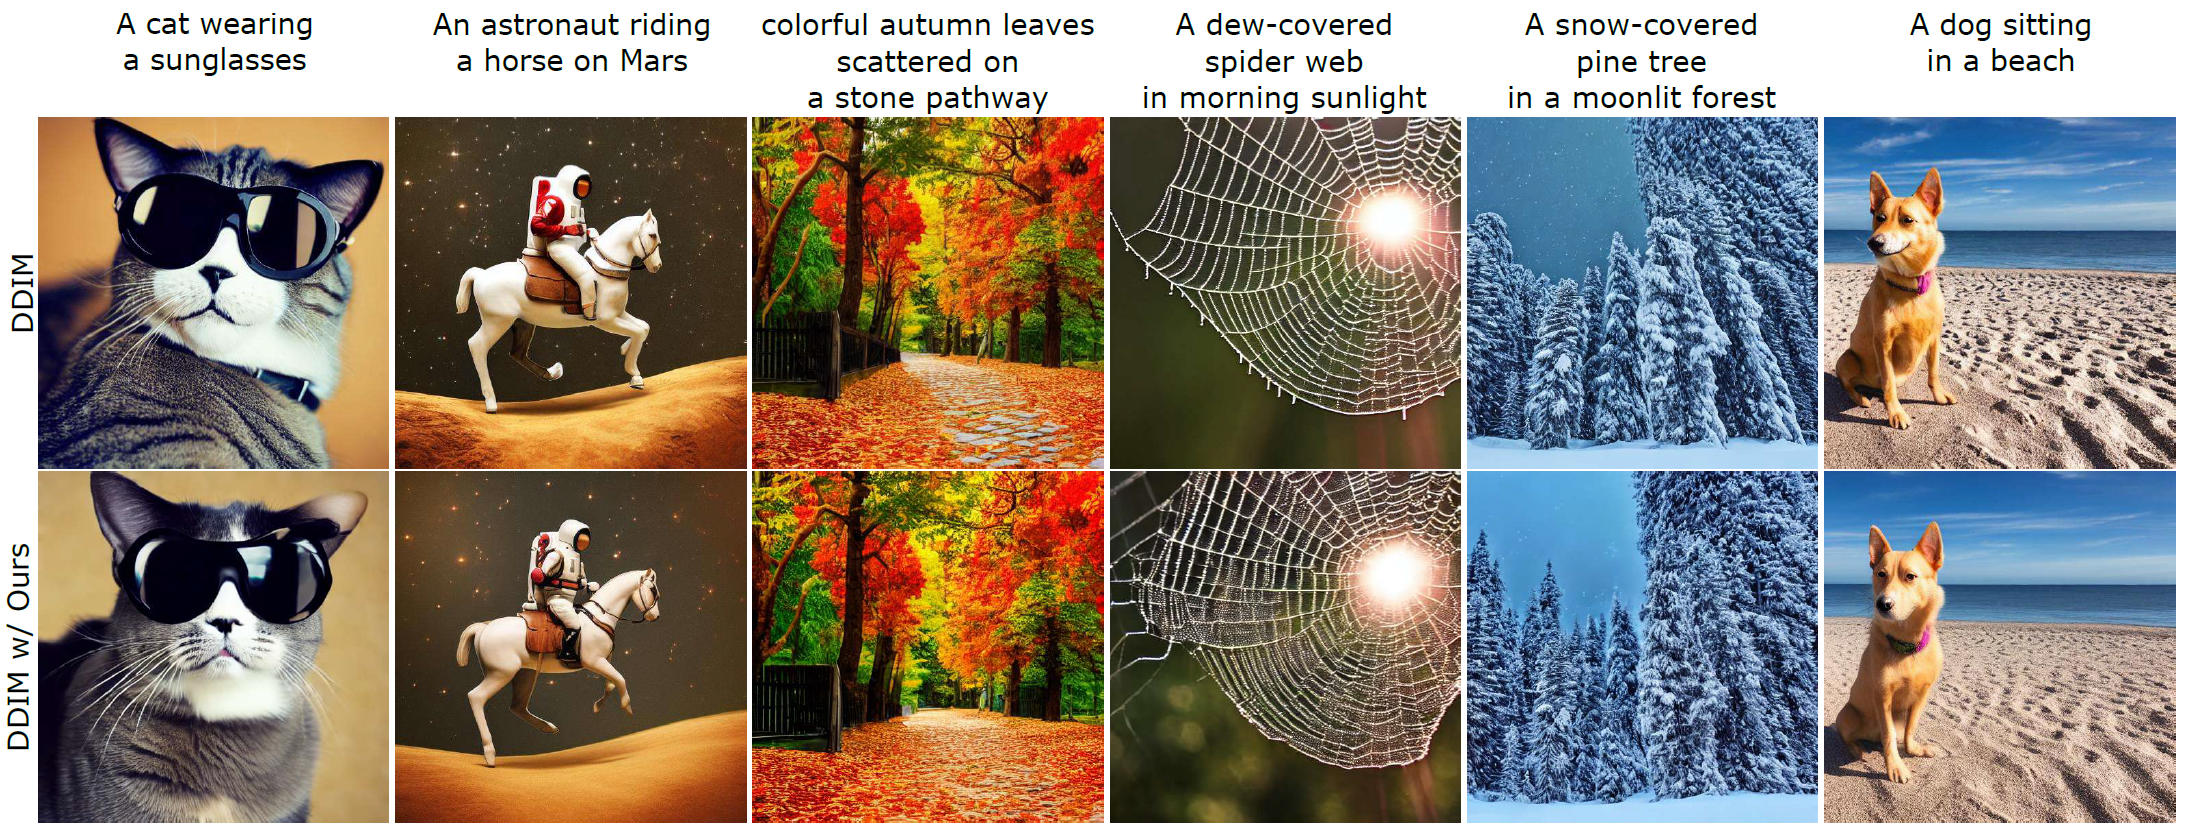 A cat wearing
a sunglasses
An astronaut riding
a horse on Mars
colorful autumn leaves
scattered on
a stone pathway
A dew-covered
spider web
in morning sunlight
A snow-covered
pine tree
in a moonlit forest
A dog sitting
in a beach
DDIM
DDIM w/ Ours